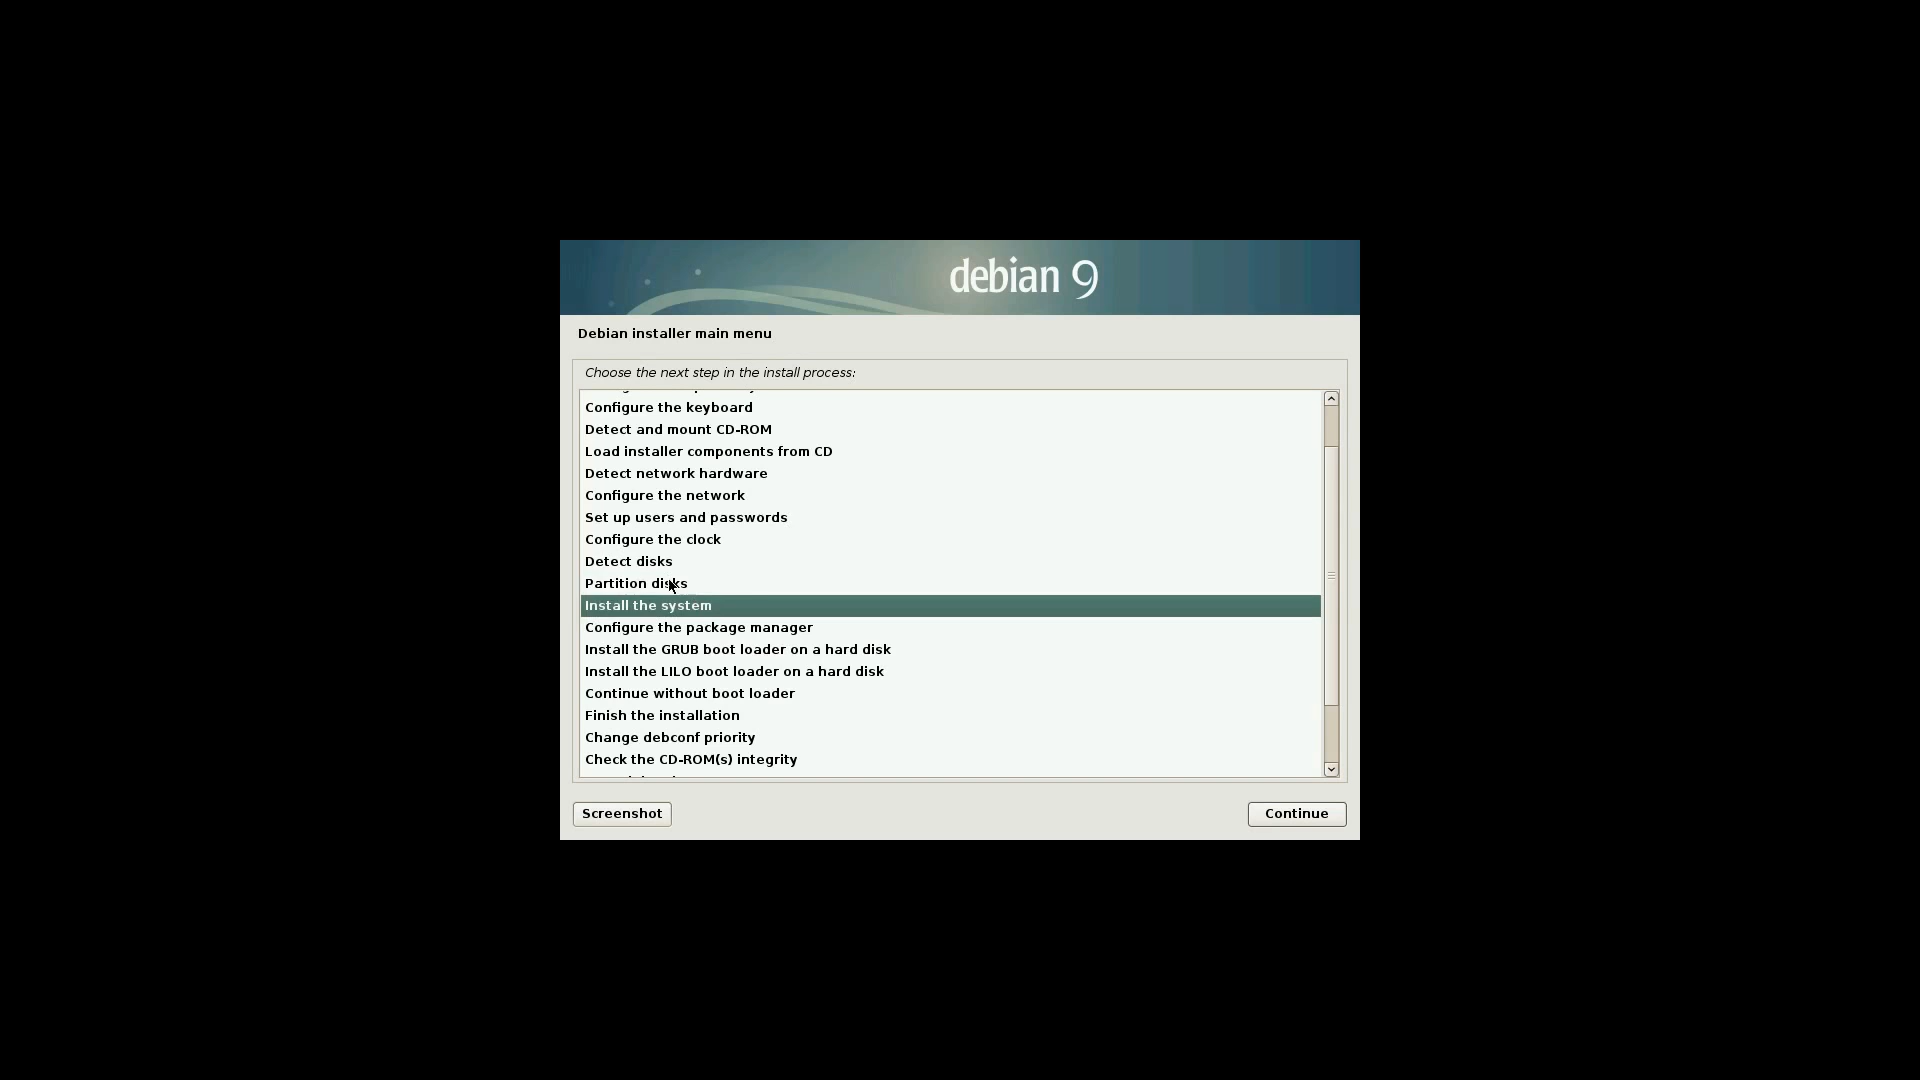 debian 9
Debian installer main menu
Choose the next step in the install process:
Configure the keyboard
Detect and mount CD-ROM
Load installer components from CD
Detect network hardware
Configure the network
Set up users and passwords
Configure the clock
Detect disks
Partition disks
Install the system
Configure the package manager
Install the GRUB boot loader on a hard disk
Install the LILO boot loader on a hard disk
Continue without boot loader
Finish the installation
Change debconf priority
Check the CD-ROM(s) integrity
Screenshot
Continue